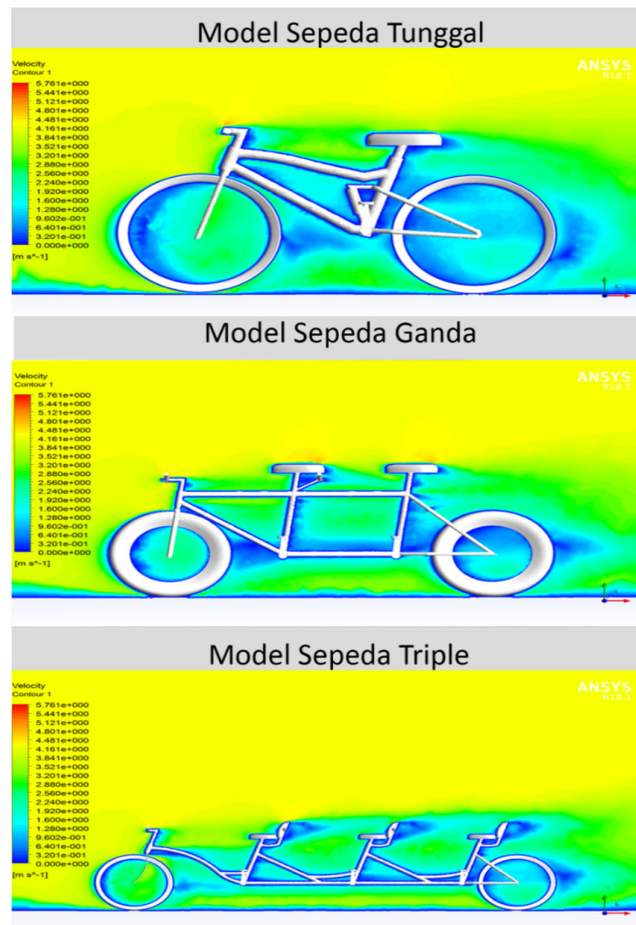 Model Sepeda Tunggal
Velocity
Contour 1
5.761e+000
5.441e+000
5.121e+000
4.801e+000
4.481e+000
4.161e+000
3.841e+000
3.521e+000
3.201e+000
2.880e+000
2.560e+000
2.240e+000
1.920e+000
1.600e+000
1.280e+000
9.602e-001
6.401e-001
3.201e-001
0.000e+000
[m s^-1]
ANSYS
R18.1
Model Sepeda Ganda
Velocity
Contour 1
5.761e+000
5.441e+000
5.121e+000
4.801e+000
4.481e+000
4.161e+000
3.841e+000
3.521e+000
3.201e+000
2.880e+000
2.560e+000
2.240e+000
1.920e+000
1.600e+000
1.280e+000
9.602e-001
6.401e-001
3.201e-001
0.000e+000
[m s^-1]
ANSYS
R18.1
Model Sepeda Triple
Velocity
Contour 1
5.761e+000
5.441e+000
5.121e+000
4.801e+000
4.481e+000
4.161e+000
3.841e+000
3.521e+000
3.201e+000
2.880e+000
2.560e+000
2.240e+000
1.920e+000
1.600e+000
1.280e+000
9.602e-001
6.401e-001
3.201e-001
0.000e+000
[m s^-1]
ANSYS
R18.1